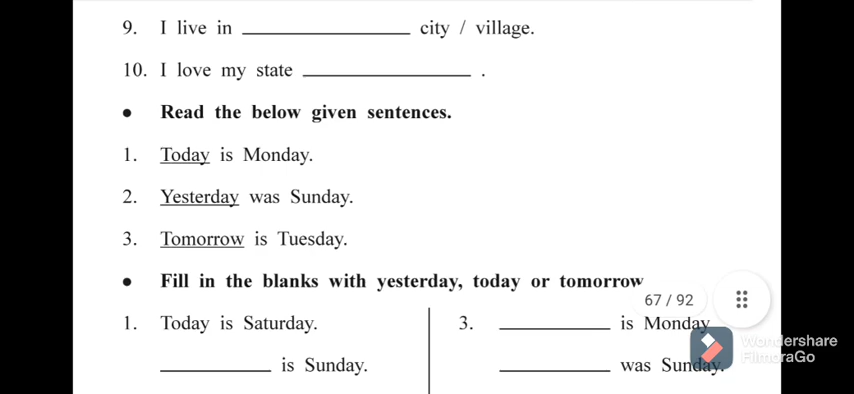 9. I live in ____________ city / village.
10. I love my state ____________ .
● Read the below given sentences.
1. Today is Monday.
2. Yesterday was Sunday.
3. Tomorrow is Tuesday.
● Fill in the blanks with yesterday, today or tomorrow
67 / 92
1. Today is Saturday.
____________ is Sunday.
3. ____________ is Monday
____________ was Sunday.
Wondershare
FilmoraGo